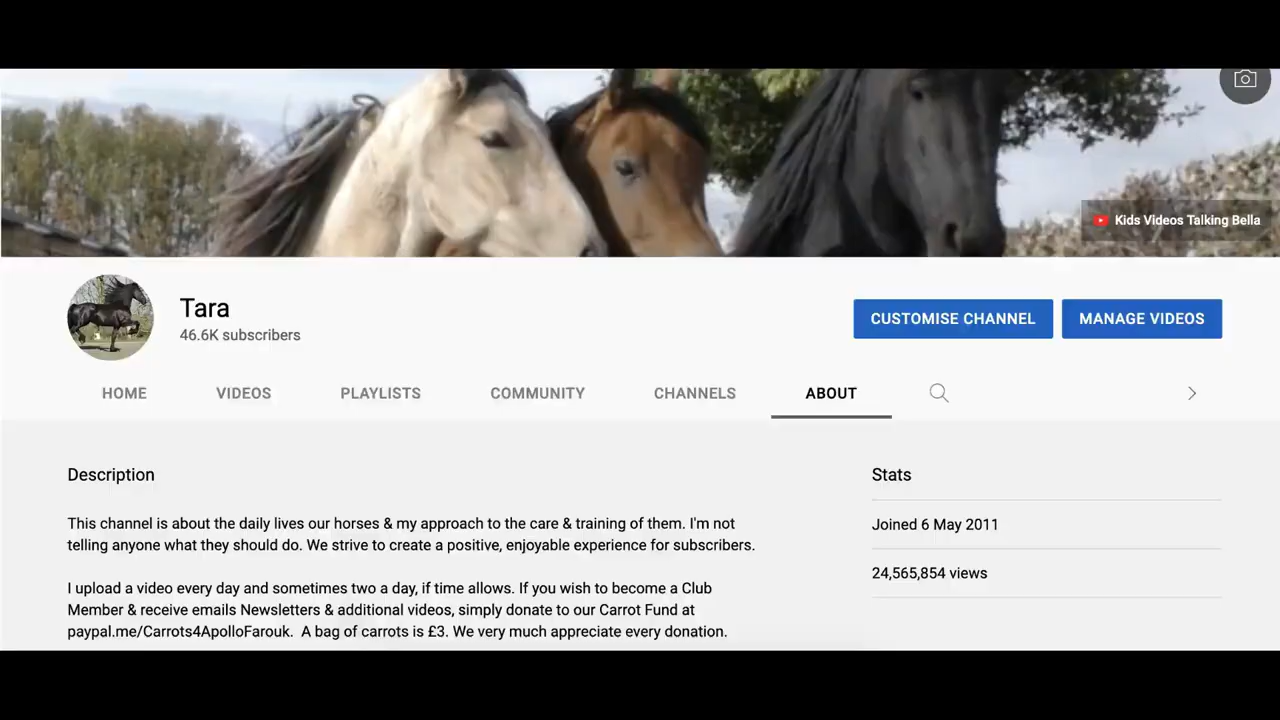 Kids Videos Talking Bella
Tara
46.6K subscribers
CUSTOMISE CHANNEL
MANAGE VIDEOS
HOME
VIDEOS
PLAYLISTS
COMMUNITY
CHANNELS
ABOUT
Description
This channel is about the daily lives our horses & my approach to the care & training of them. I'm not
telling anyone what they should do. We strive to create a positive, enjoyable experience for subscribers.
I upload a video every day and sometimes two a day, if time allows. If you wish to become a Club
Member & receive emails Newsletters & additional videos, simply donate to our Carrot Fund at
paypal.me/Carrots4ApolloFarouk.  A bag of carrots is £3. We very much appreciate every donation.
Stats
Joined 6 May 2011
24,565,854 views